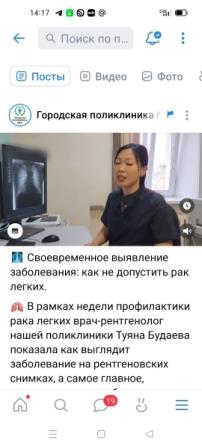 14:17
Поиск по п...
Посты
Видео
Фото
Городская поликлиника
🩻 Своевременное выявление
заболевания: как не допустить рак
легких.
🫁 В рамках недели профилактики
рака легких врач-рентгенолог
нашей поликлиники Туяна Будаева
показала как выглядит
заболевание на рентгеновских
снимках, а самое главное,
19